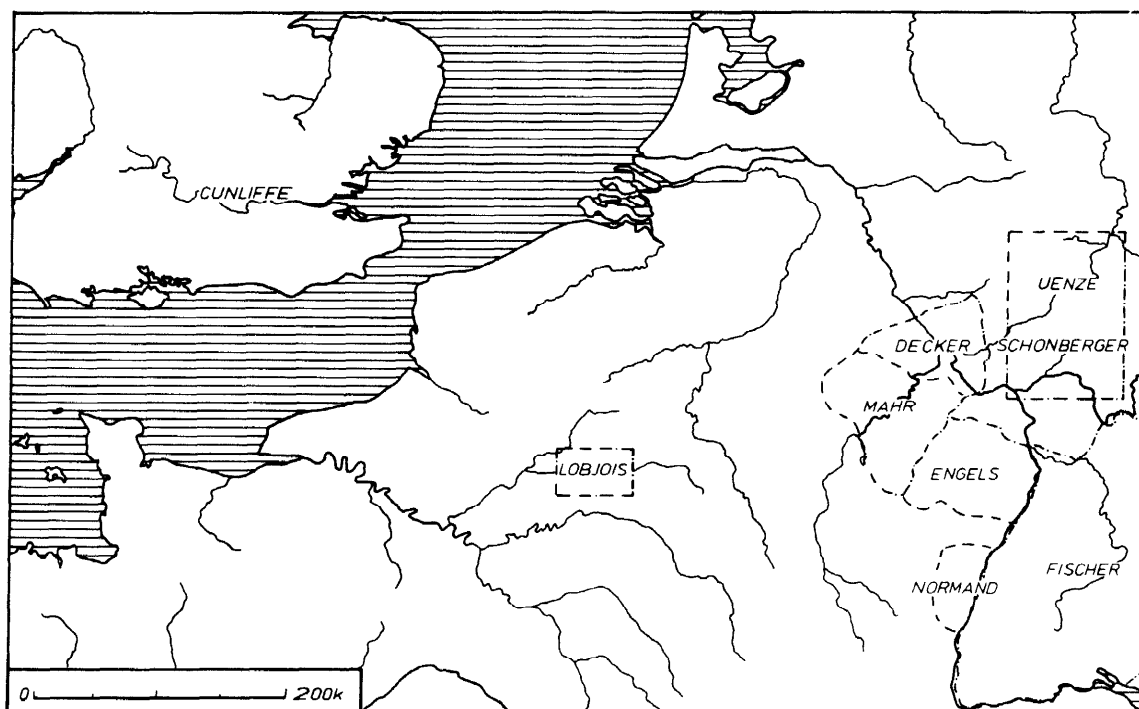 CUNLIFFE
UENZE
DECKER
SCHONBERGER
MAHR
LOBJOIS
ENGELS
NORMAND
FISCHER
0 200k